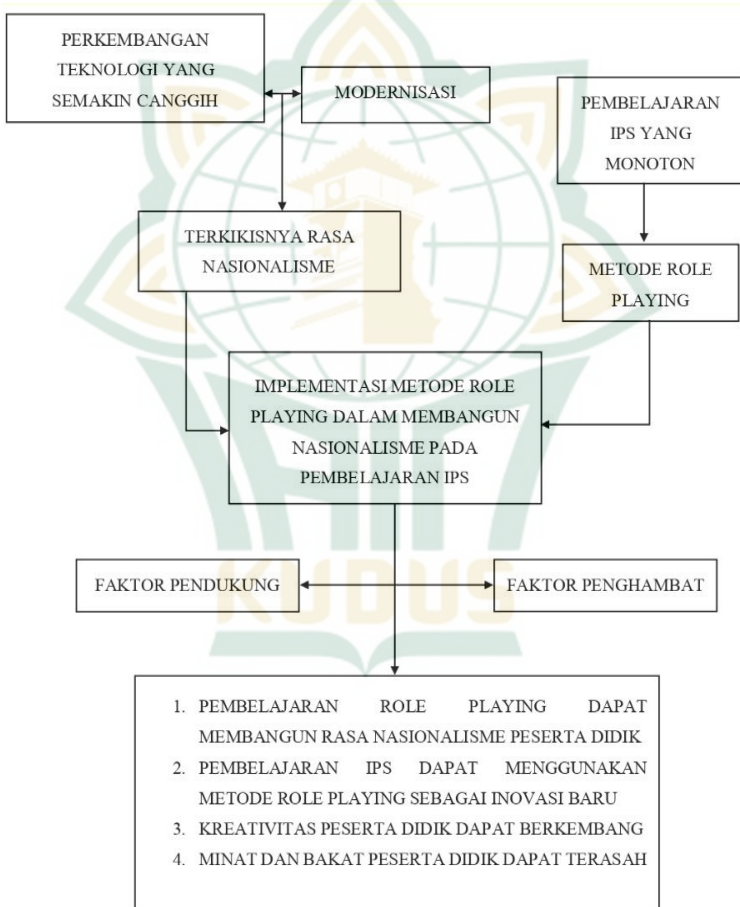 PERKEMBANGAN
TEKNOLOGI YANG
SEMAKIN CANGGIH
MODERNISASI
PEMBELAJARAN
IPS YANG
MONOTON
TERKIKISNYA RASA
NASIONALISME
METODE ROLE
PLAYING
IMPLEMENTASI METODE ROLE
PLAYING DALAM MEMBANGUN
NASIONALISME PADA
PEMBELAJARAN IPS
FAKTOR PENDUKUNG
FAKTOR PENGHAMBAT
KUDUS
1. PEMBELAJARAN ROLE PLAYING DAPAT
MEMBANGUN RASA NASIONALISME PESERTA DIDIK
2. PEMBELAJARAN IPS DAPAT MENGGUNAKAN
METODE ROLE PLAYING SEBAGAI INOVASI BARU
3. KREATIVITAS PESERTA DIDIK DAPAT BERKEMBANG
4. MINAT DAN BAKAT PESERTA DIDIK DAPAT TERASAH